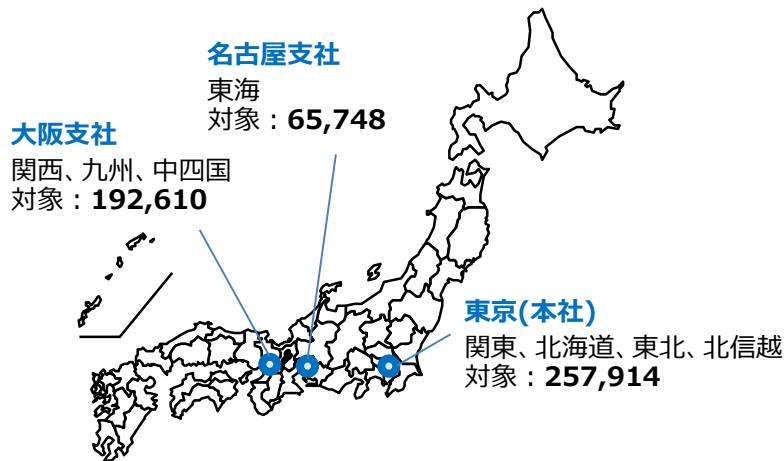 名古屋支社
東海
対象：65,748
大阪支社
関西、九州、中四国
対象：192,610
東京(本社)
関東、北海道、東北、北信越
対象：257,914